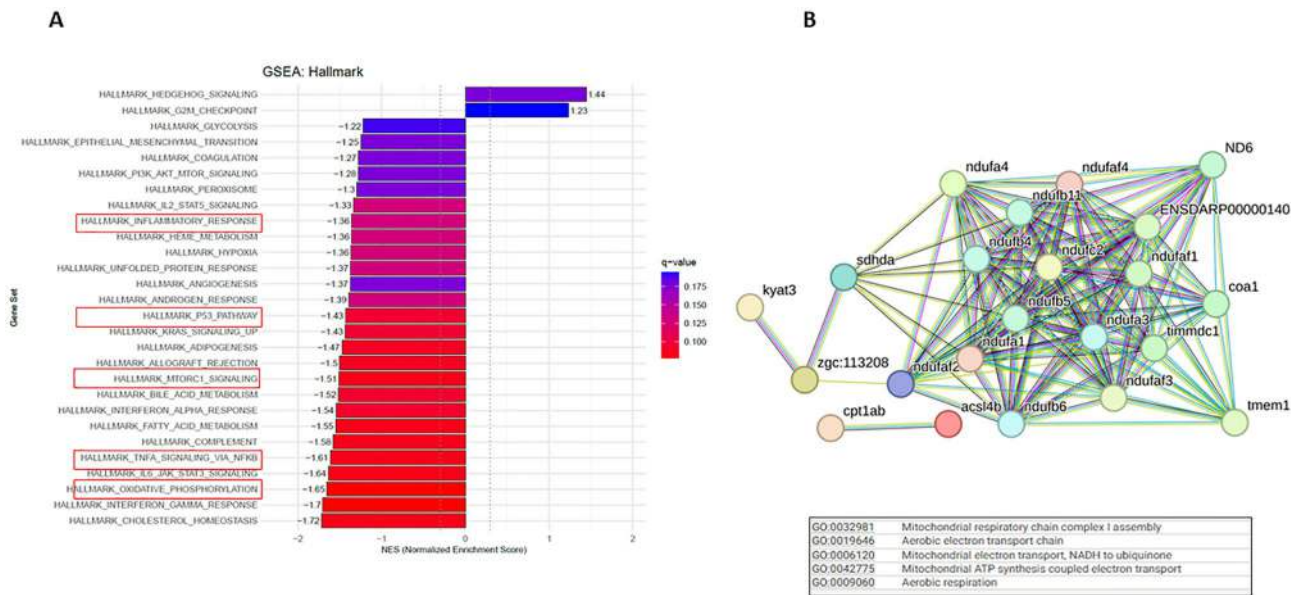 A
B
GSEA: Hallmark
HALLMARK_HEDGEHOG_SIGNALING 1.44
HALLMARK_G2M_CHECKPOINT 1.23
HALLMARK_GLYCOLYSIS −1.22
HALLMARK_EPITHELIAL_MESENCHYMAL_TRANSITION −1.25
HALLMARK_COAGULATION −1.27
HALLMARK_PI3K_AKT_MTOR_SIGNALING −1.28
HALLMARK_PEROXISOME −1.3
HALLMARK_IL2_STAT5_SIGNALING −1.33
HALLMARK_INFLAMMATORY_RESPONSE −1.36
HALLMARK_HEME_METABOLISM −1.36
HALLMARK_HYPOXIA −1.36
HALLMARK_UNFOLDED_PROTEIN_RESPONSE −1.37
HALLMARK_ANGIOGENESIS −1.37
HALLMARK_ANDROGEN_RESPONSE −1.39
HALLMARK_P53_PATHWAY −1.43
HALLMARK_KRAS_SIGNALING_UP −1.43
HALLMARK_ADIPOGENESIS −1.47
HALLMARK_ALLOGRAFT_REJECTION −1.5
HALLMARK_MTORC1_SIGNALING −1.51
HALLMARK_BILE_ACID_METABOLISM −1.52
HALLMARK_INTERFERON_ALPHA_RESPONSE −1.54
HALLMARK_FATTY_ACID_METABOLISM −1.55
HALLMARK_COMPLEMENT −1.58
HALLMARK_TNFA_SIGNALING_VIA_NFKB −1.61
HALLMARK_IL6_JAK_STAT3_SIGNALING −1.64
HALLMARK_OXIDATIVE_PHOSPHORYLATION −1.65
HALLMARK_INTERFERON_GAMMA_RESPONSE −1.7
HALLMARK_CHOLESTEROL_HOMEOSTASIS −1.72
Gene Set
−2 −1 0 1 2
NES (Normalized Enrichment Score)
q−value
0.175
0.150
0.125
0.100
ND6
ndufa4
ndufaf4
ndufb11
ENSDARP00000140
ndufb4
ndufc2
ndufaf1
sdhda
coa1
kyat3
ndufb5
ndufa3
timmdc1
ndufa1
zgc:113208
ndufaf2
ndufaf3
cpt1ab
acsl4b
ndufb6
tmem1
GO:0032981 Mitochondrial respiratory chain complex I assembly
GO:0019646 Aerobic electron transport chain
GO:0006120 Mitochondrial electron transport, NADH to ubiquinone
GO:0042775 Mitochondrial ATP synthesis coupled electron transport
GO:0009060 Aerobic respiration